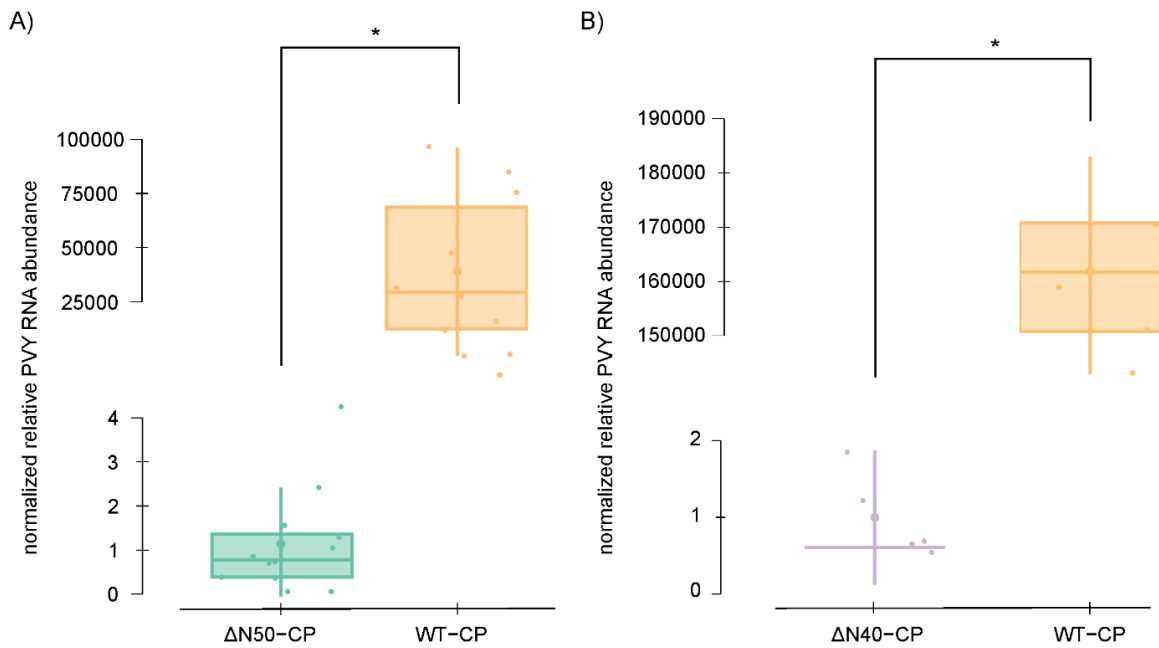 A)
*
normalized relative PVY RNA abundance
100000
75000
50000
25000
4
3
2
1
0
ΔN50−CP
WT−CP
B)
*
normalized relative PVY RNA abundance
190000
180000
170000
160000
150000
2
1
0
ΔN40−CP
WT−CP